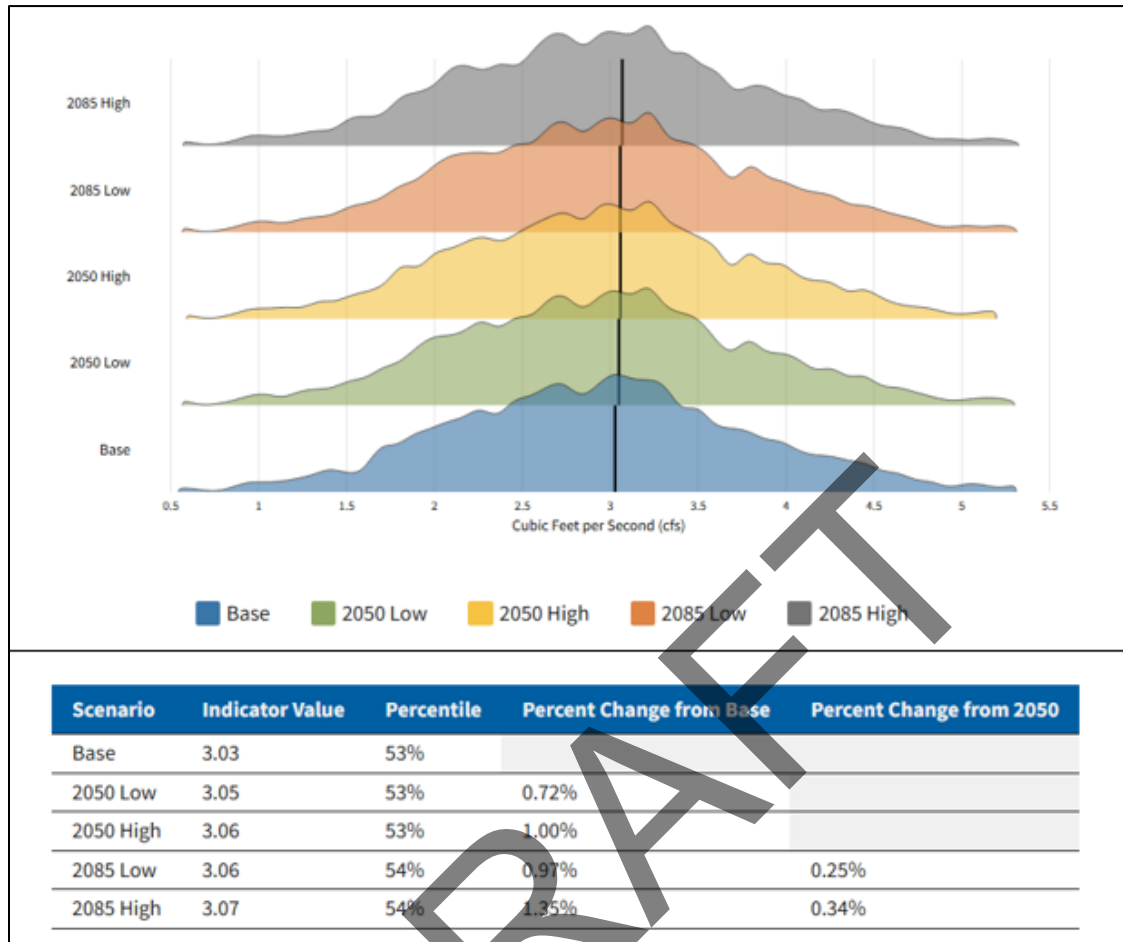 2085 High
2085 Low
2050 High
2050 Low
Base
0.5 1 1.5 2 2.5 3 3.5 4 4.5 5 5.5
Cubic Feet per Second (cfs)
Base 2050 Low 2050 High 2085 Low 2085 High
Scenario Indicator Value Percentile Percent Change from Base Percent Change from 2050
Base 3.03 53%
2050 Low 3.05 53% 0.72%
2050 High 3.06 53% 1.00%
2085 Low 3.06 54% 0.97% 0.25%
2085 High 3.07 54% 1.35% 0.34%
DRAFT